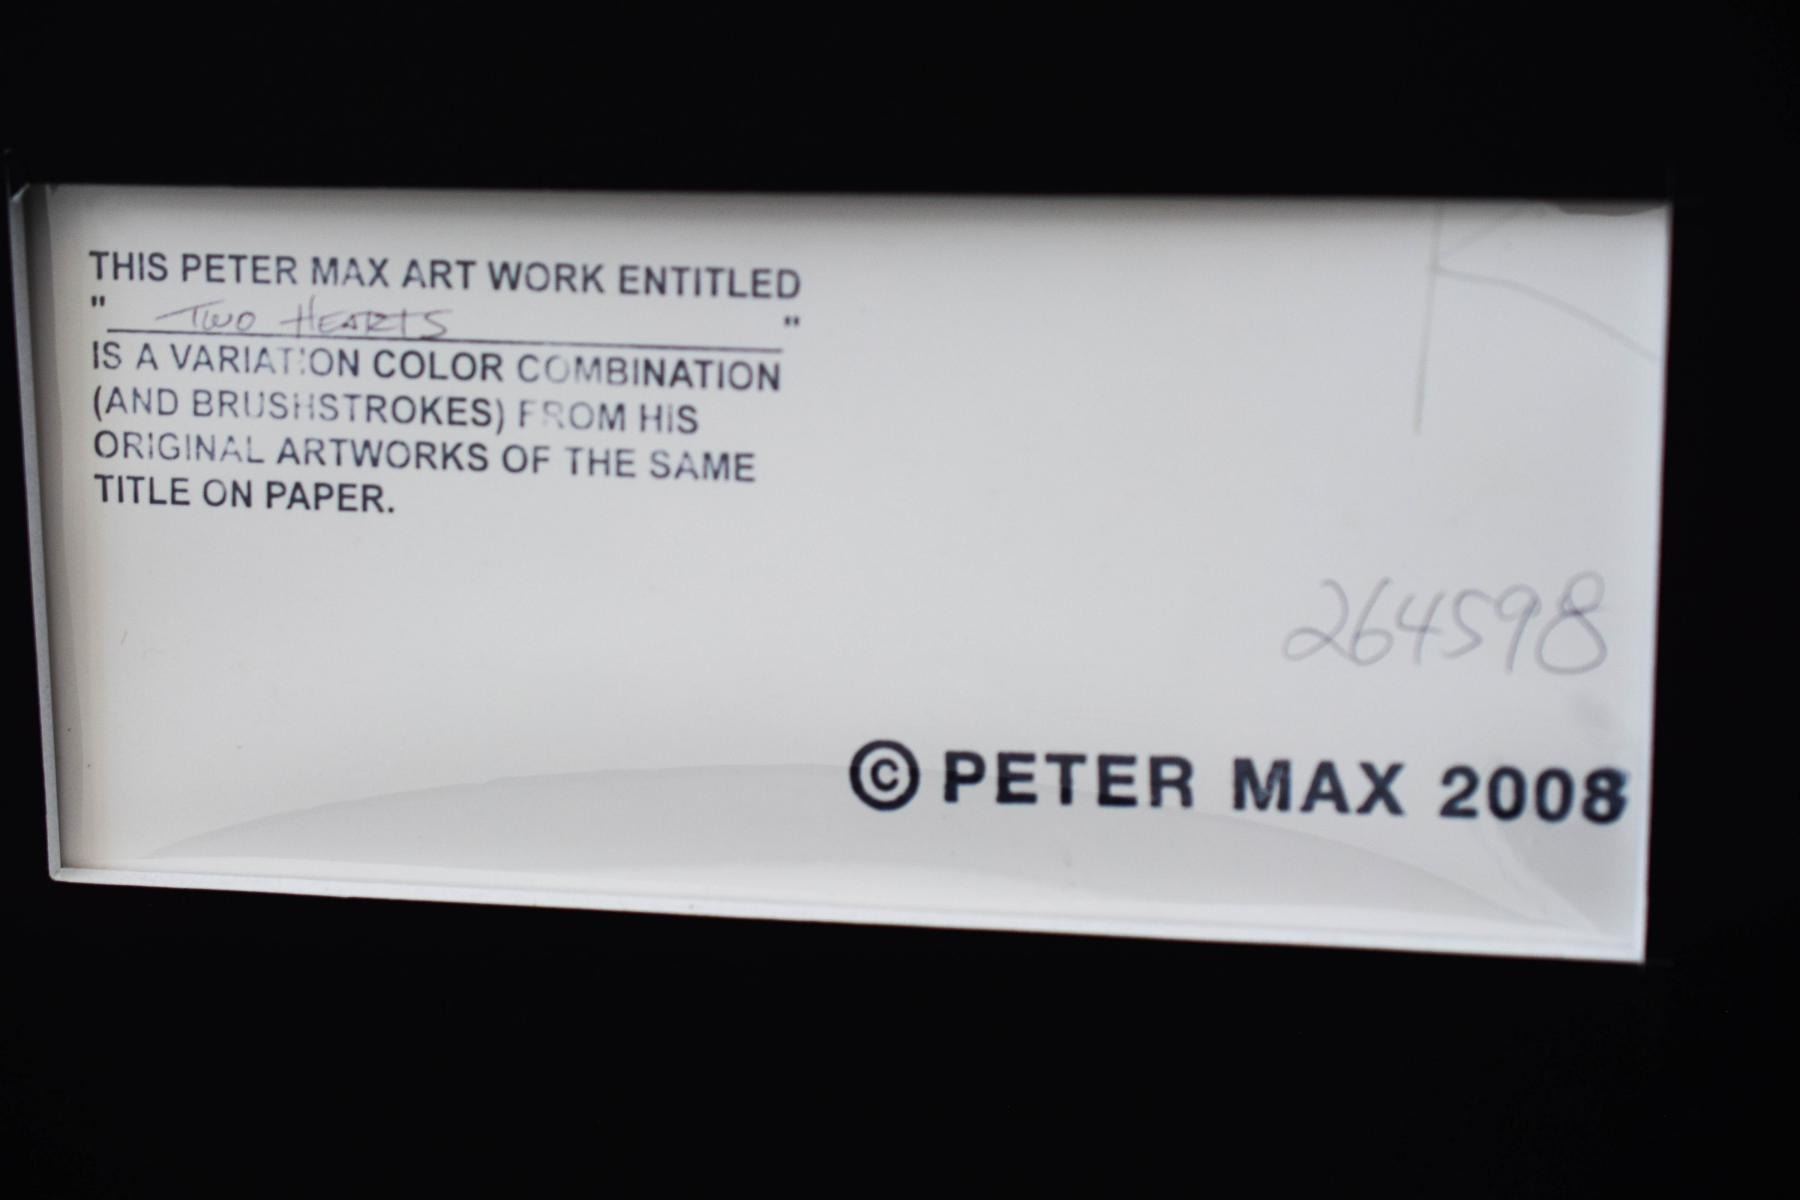 THIS PETER MAX ART WORK ENTITLED
" TWO HEARTS "
IS A VARIATION COLOR COMBINATION
(AND BRUSHSTROKES) FROM HIS
ORIGINAL ARTWORKS OF THE SAME
TITLE ON PAPER.
264598
© PETER MAX 2008